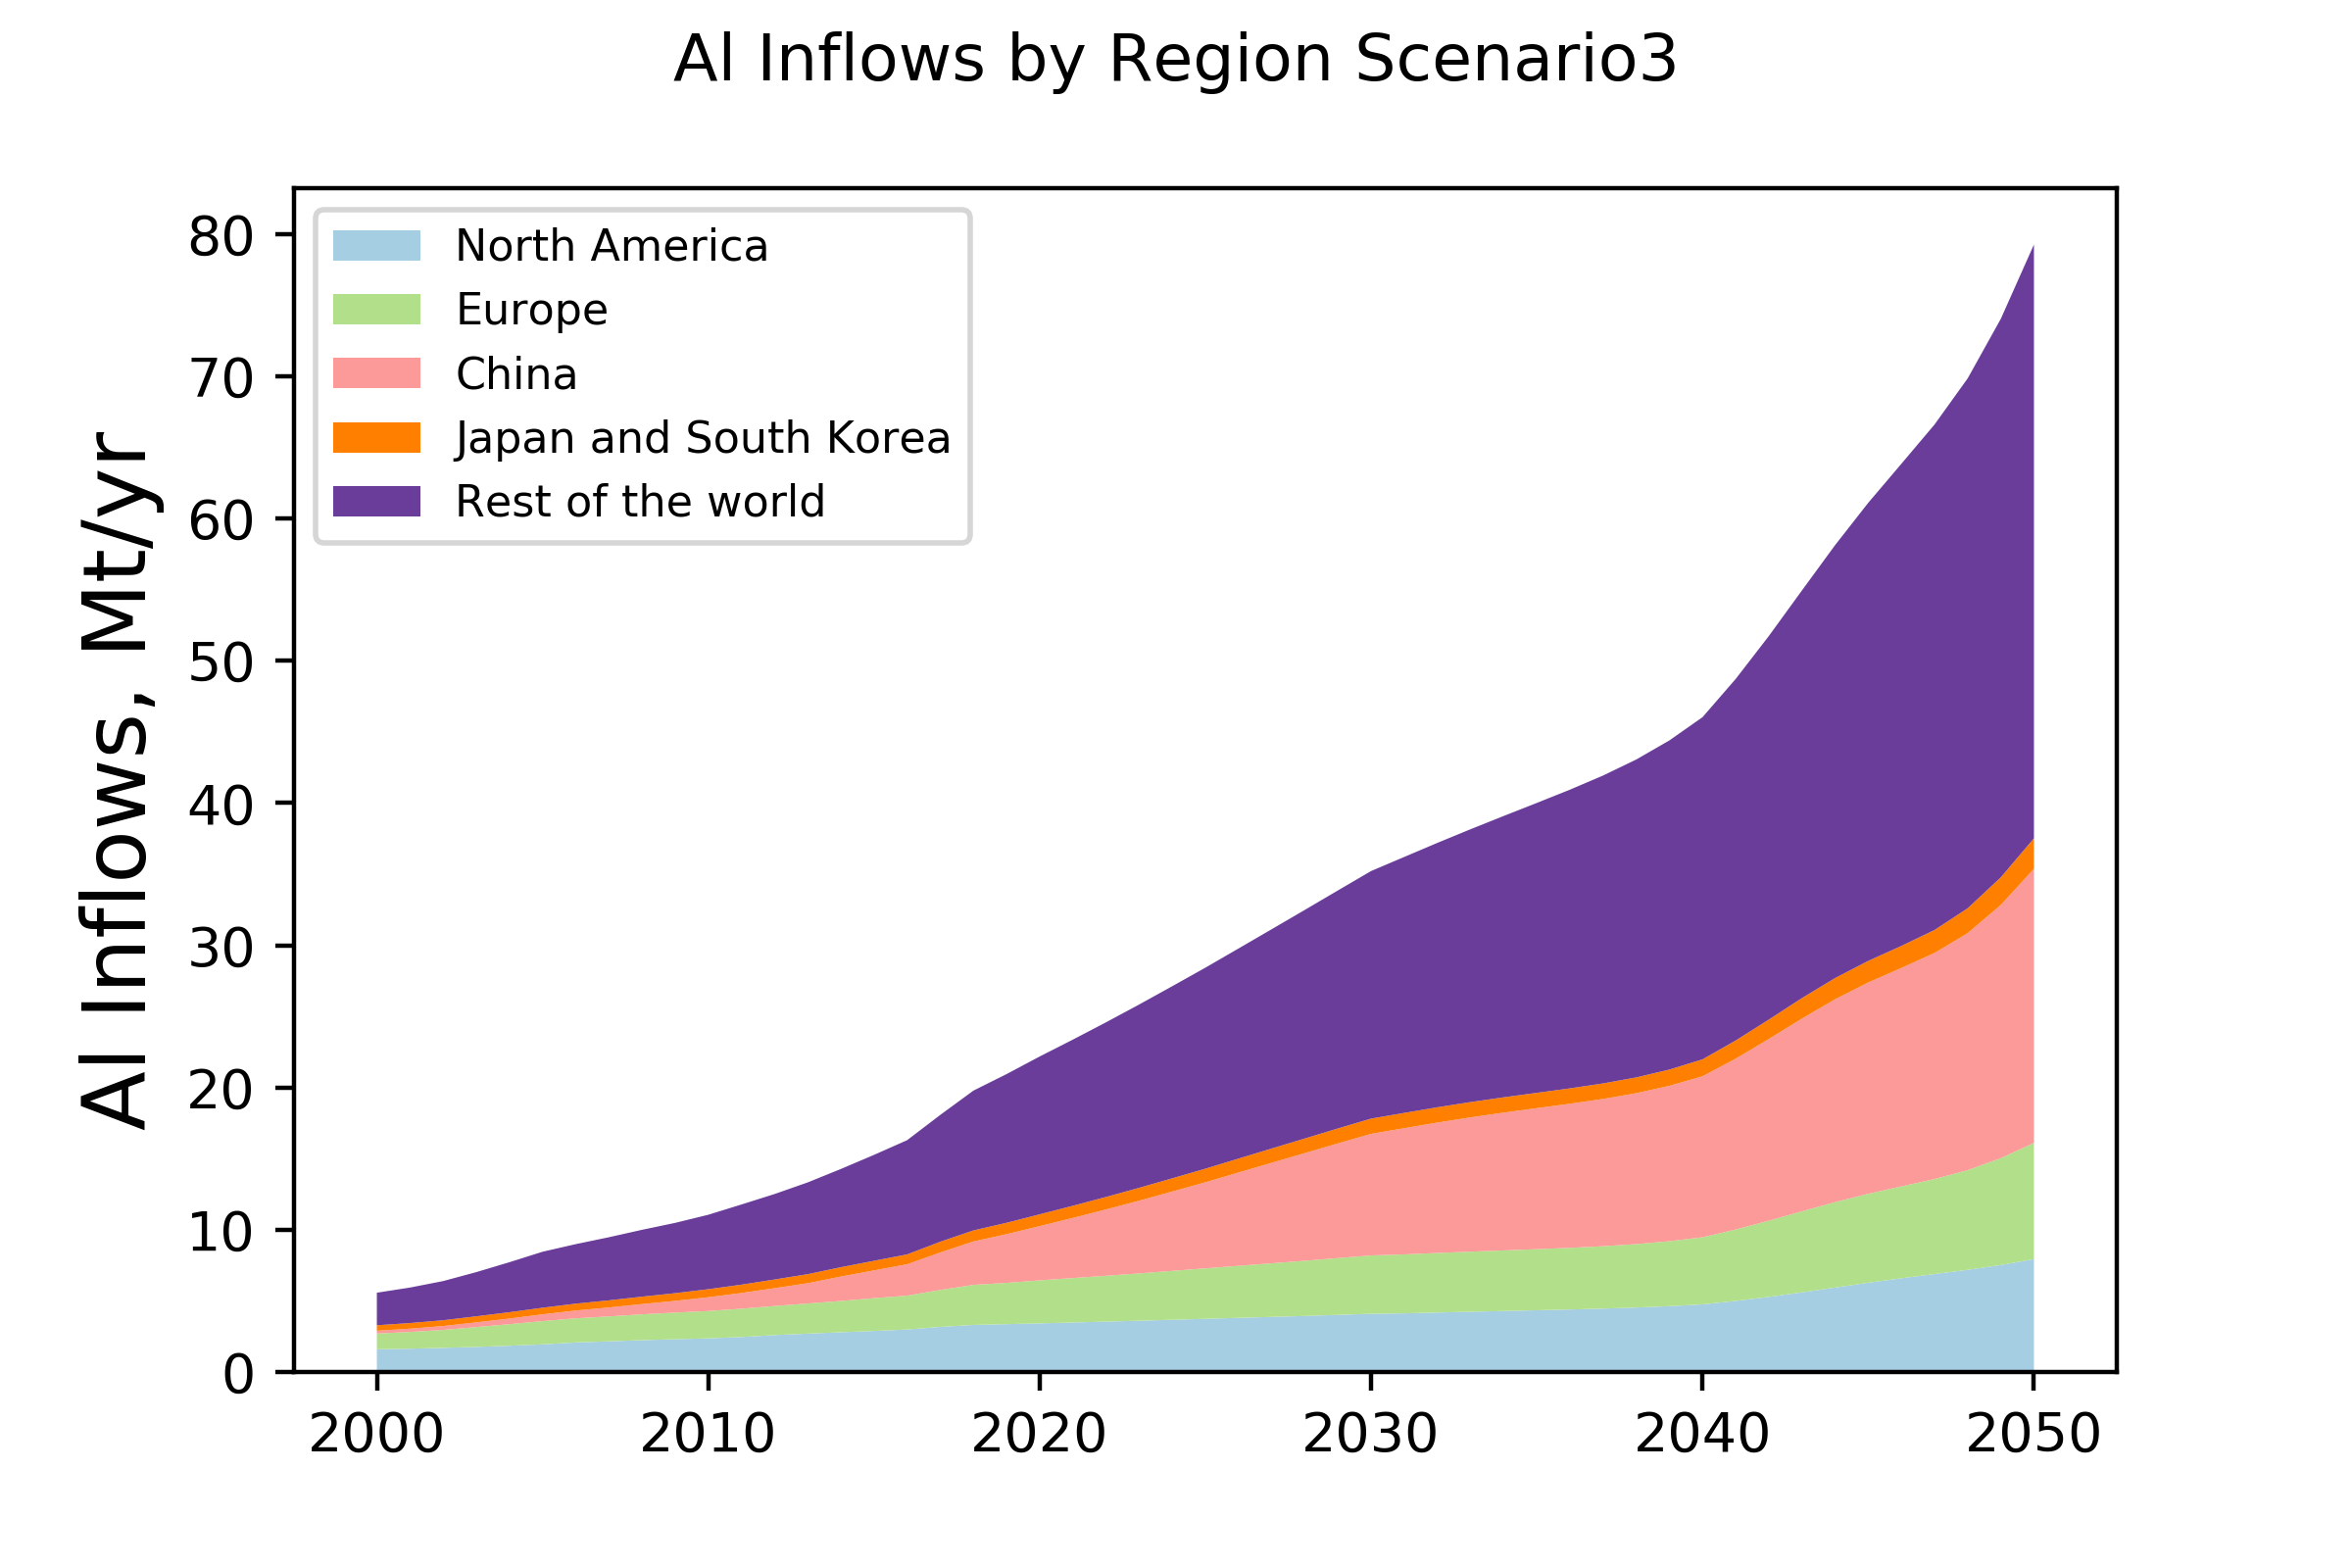 Al Inflows by Region Scenario3
Al Inflows, Mt/yr
80
70
60
50
40
30
20
10
0
North America
Europe
China
Japan and South Korea
Rest of the world
2000 2010 2020 2030 2040 2050